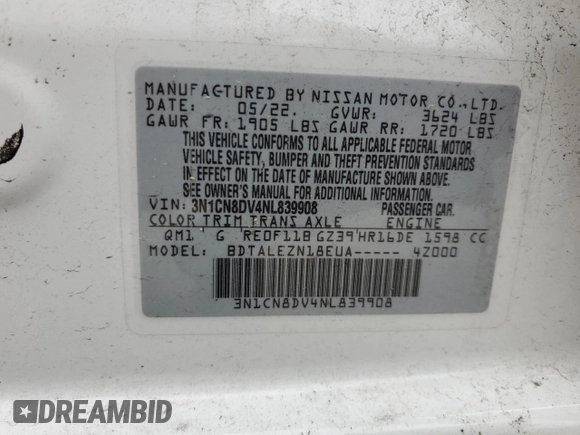 MANUFACTURED BY NISSAN MOTOR CO.,LTD.
DATE: 05/22. GVWR: 3624 LBS
GAWR FR: 1905 LBS GAWR RR: 1720 LBS
THIS VEHICLE CONFORMS TO ALL APPLICABLE FEDERAL MOTOR
VEHICLE SAFETY, BUMPER AND THEFT PREVENTION STANDARDS
IN EFFECT ON THE DATE OF MANUFACTURE SHOWN ABOVE.
SEE OWNER'S MANUAL FOR ADDITIONAL INFORMATION.
VIN: 3N1CN8DV4NL839908 PASSENGER CAR.
COLOR TRIM TRANS AXLE ENGINE
QM1 G RE0F11B GZ39 HR16DE 1598 CC
MODEL: BDTALEZN18EUA----- 4Z000
3N1CN8DV4NL839908
DREAMBID